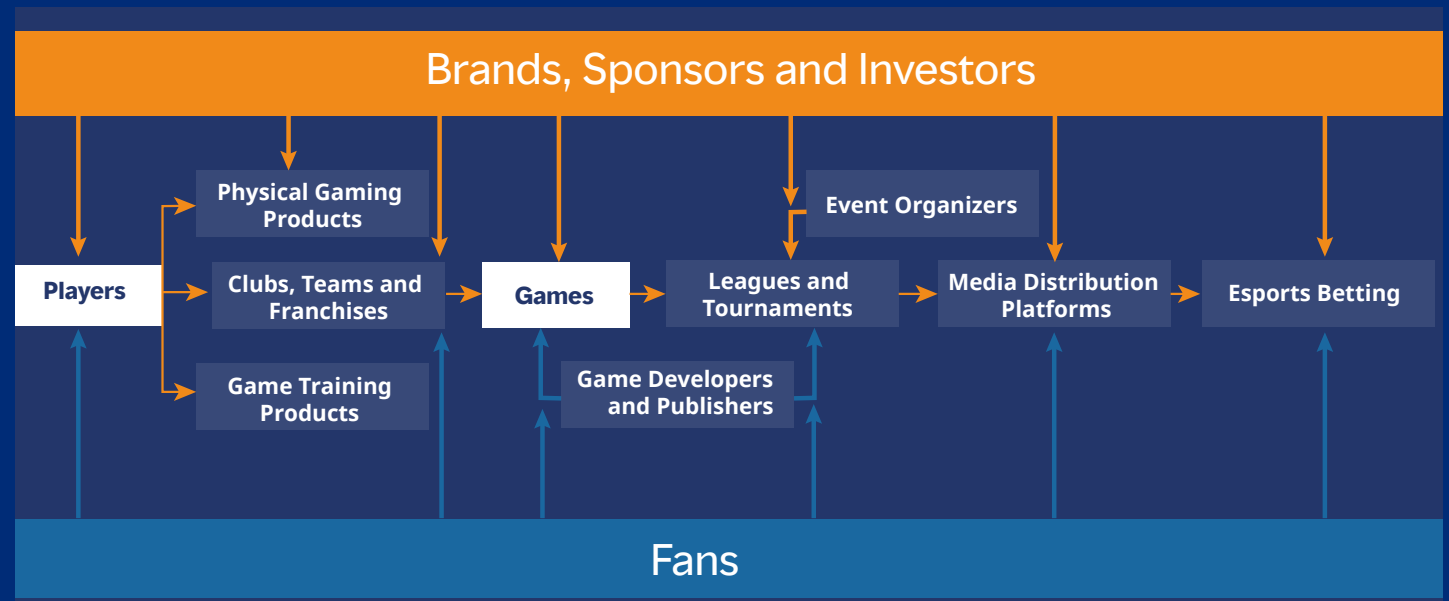 Brands, Sponsors and Investors
Physical Gaming
Products
Event Organizers
Players
Clubs, Teams and
Franchises
Games
Leagues and
Tournaments
Media Distribution
Platforms
Esports Betting
Game Training
Products
Game Developers
and Publishers
Fans